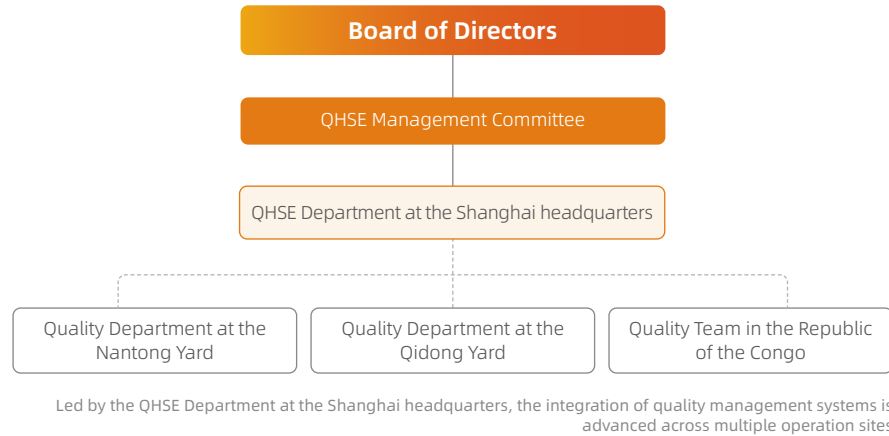 Board of Directors
QHSE Management Committee
QHSE Department at the Shanghai headquarters
Quality Department at the
Nantong Yard
Quality Department at the
Qidong Yard
Quality Team in the Republic
of the Congo
Led by the QHSE Department at the Shanghai headquarters, the integration of quality management systems is
advanced across multiple operation sites